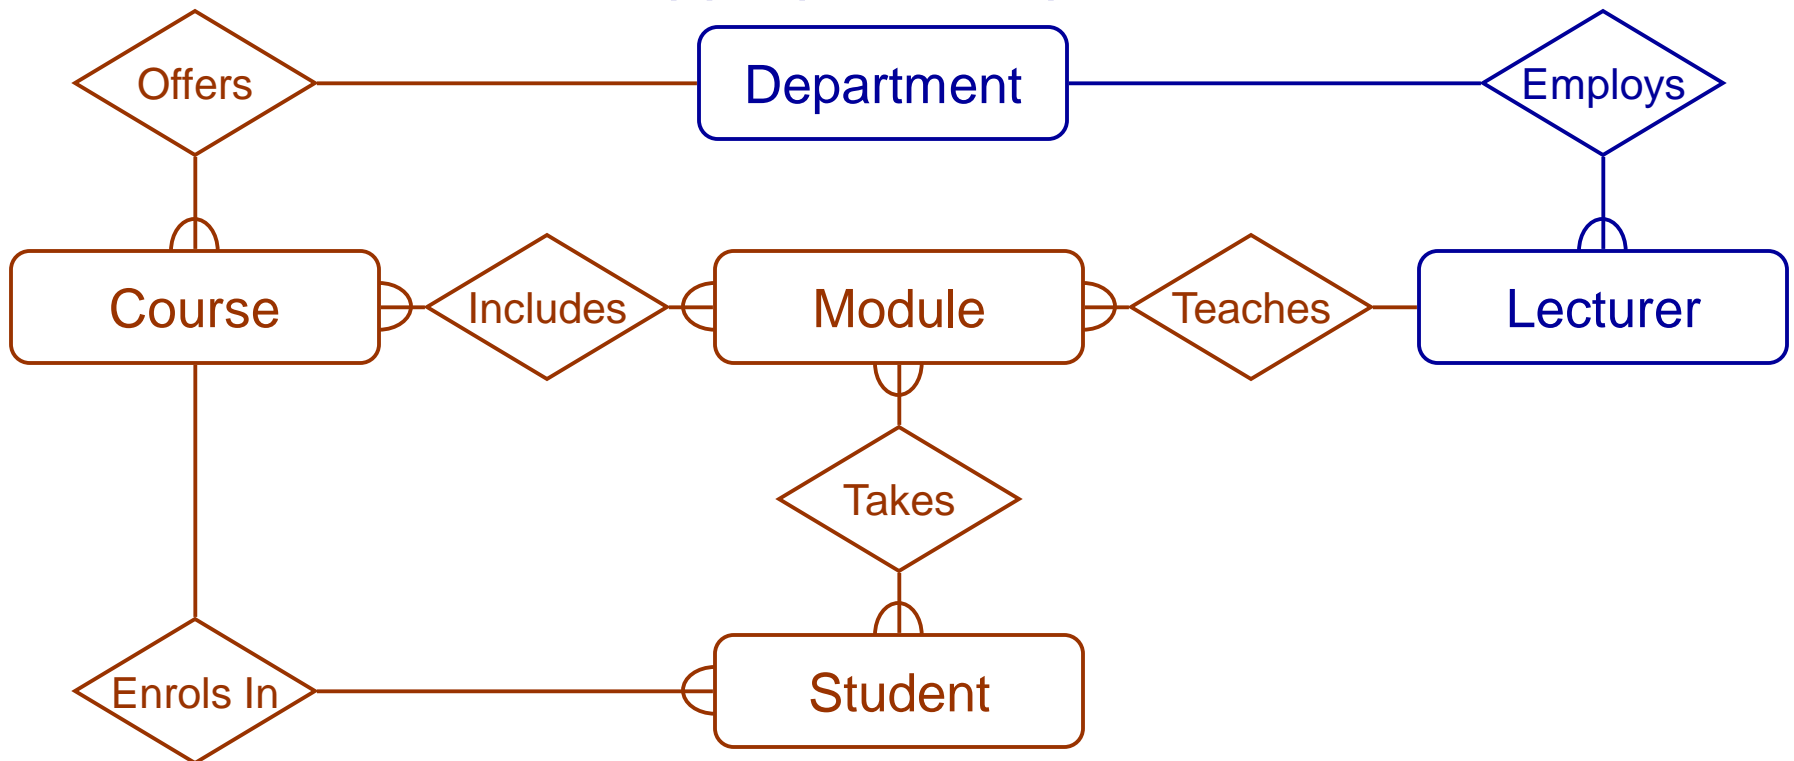 Offers
Department
Employs
Course
Includes
Module
Teaches
Lecturer
Takes
Enrols In
Student